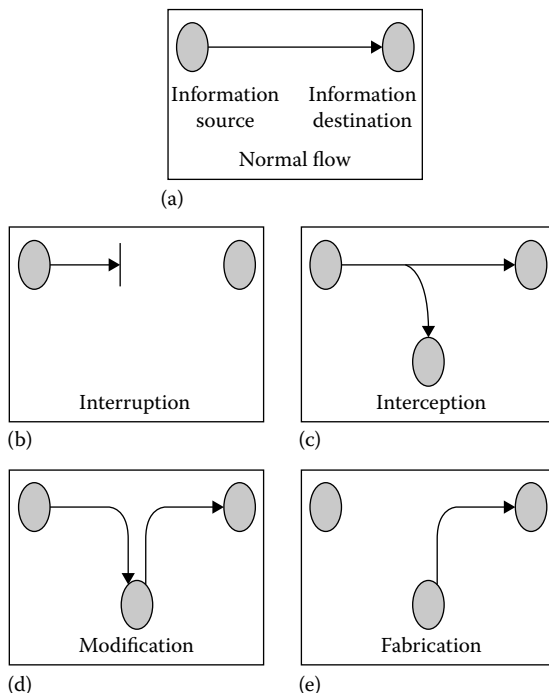 Information Information
source destination
Normal flow
(a)
Interruption
Interception
(b)
(c)
Modification
Fabrication
(d)
(e)